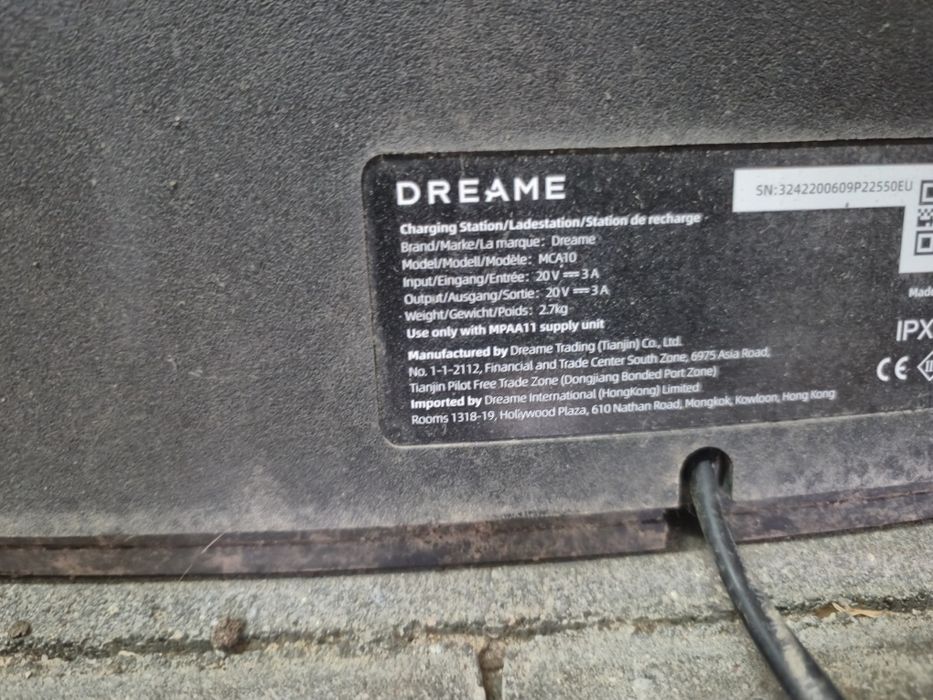 DREAME
SN:3242200609P22550EU
Charging Station/Ladestation/Station de recharge
Brand/Marke/La marque: Dreame
Model/Modell/Modèle: MCA10
Input/Eingang/Entrée: 20V ⎓ 3A
Output/Ausgang/Sortie: 20V ⎓ 3A
Weight/Gewicht/Poids: 2.7kg
Use only with MPAA11 supply unit
Manufactured by Dreame Trading (Tianjin) Co., Ltd.
No. 1-1-2112, Financial and Trade Center South Zone, 6975 Asia Road,
Tianjin Pilot Free Trade Zone (Dongjiang Bonded Port Zone)
Imported by Dreame International (HongKong) Limited
Rooms 1318-19, Hollywood Plaza, 610 Nathan Road, Mongkok, Kowloon, Hong Kong
Made
IPX
CE